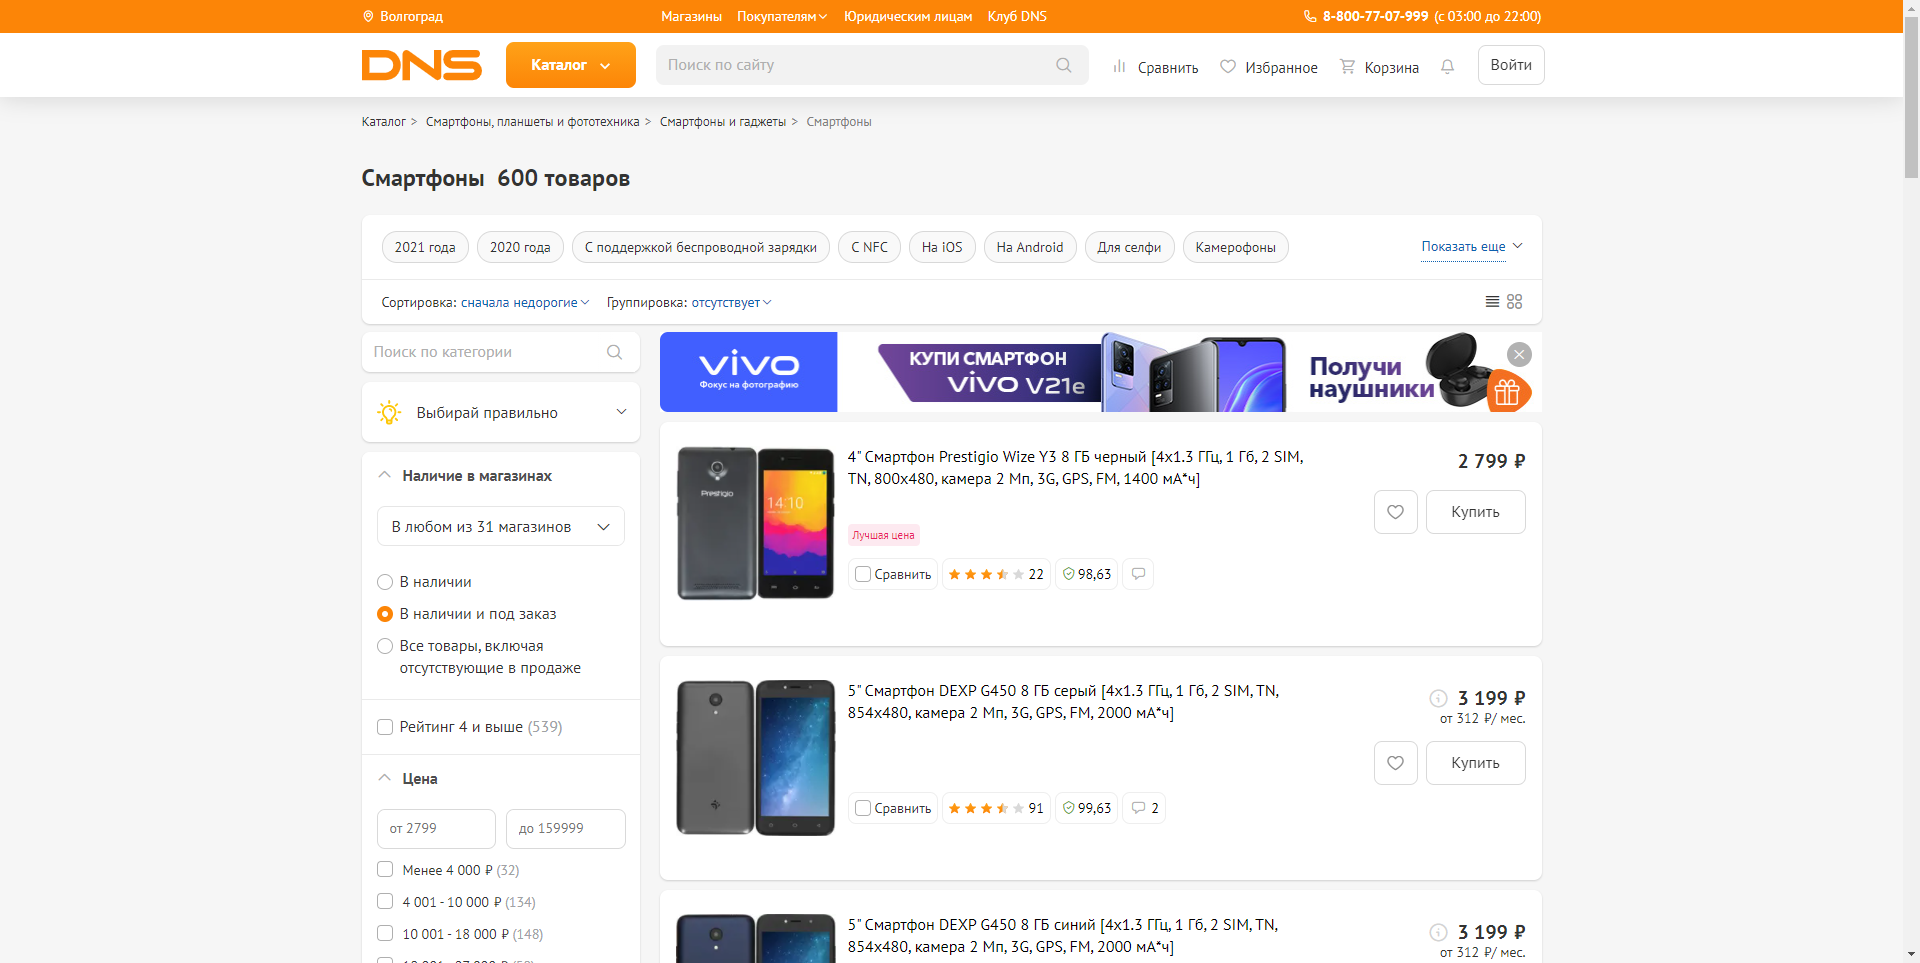 Волгоград
Магазины Покупателям Юридическим лицам Клуб DNS
8-800-77-07-999 (с 03:00 до 22:00)
DNS
Каталог
Поиск по сайту
Сравнить
Избранное
Корзина
Войти
Каталог > Смартфоны, планшеты и фототехника > Смартфоны и гаджеты > Смартфоны
Смартфоны 600 товаров
2021 года
2020 года
С поддержкой беспроводной зарядки
С NFC
На iOS
На Android
Для селфи
Камерофоны
Показать еще
Сортировка: сначала недорогие
Группировка: отсутствует
Поиск по категории
Выбирай правильно
Наличие в магазинах
В любом из 31 магазинов
В наличии
В наличии и под заказ
Все товары, включая
отсутствующие в продаже
Рейтинг 4 и выше (539)
Цена
от 2799
до 159999
Менее 4 000 ₽ (32)
4 001 - 10 000 ₽ (134)
10 001 - 18 000 ₽ (148)
vivo
Фокус на фотографию
КУПИ СМАРТФОН
vivo V21e
Получи
наушники
Prestigio
14:10
4" Смартфон Prestigio Wize Y3 8 ГБ черный [4x1.3 ГГц, 1 Гб, 2 SIM,
TN, 800x480, камера 2 Мп, 3G, GPS, FM, 1400 мА*ч]
Лучшая цена
Сравнить
22
98,63
2 799 ₽
Купить
5" Смартфон DEXP G450 8 ГБ серый [4x1.3 ГГц, 1 Гб, 2 SIM, TN,
854x480, камера 2 Мп, 3G, GPS, FM, 2000 мА*ч]
Сравнить
91
99,63
2
3 199 ₽
от 312 ₽/ мес.
Купить
5" Смартфон DEXP G450 8 ГБ синий [4x1.3 ГГц, 1 Гб, 2 SIM, TN,
854x480, камера 2 Мп, 3G, GPS, FM, 2000 мА*ч]
3 199 ₽
от 312 ₽/ мес.